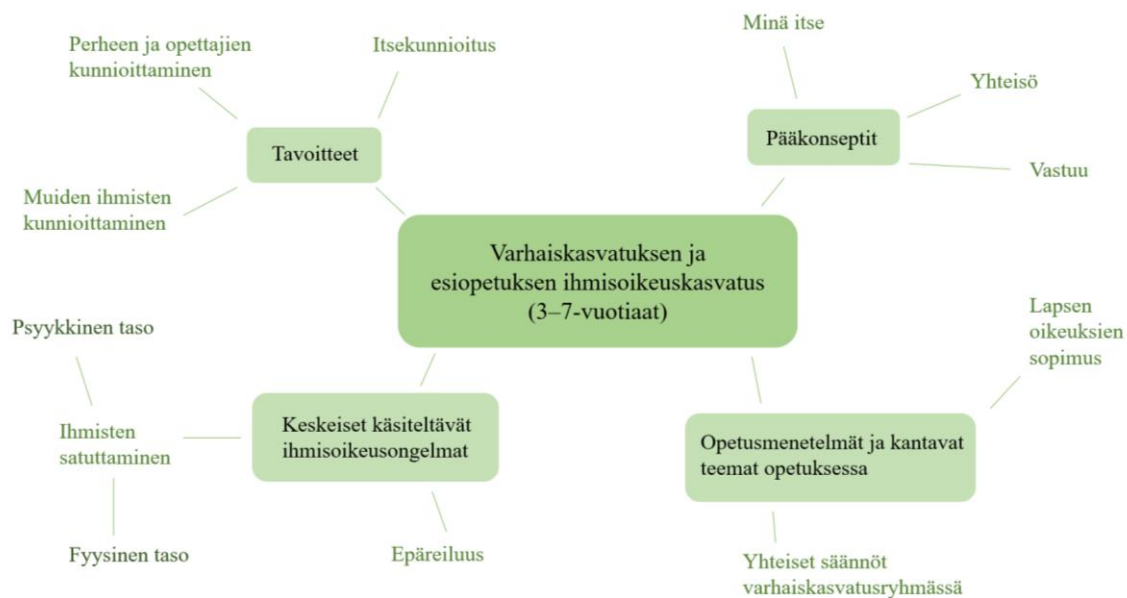 Perheen ja opettajien
kunnioittaminen
Itsekunnioitus
Tavoitteet
Muiden ihmisten
kunnioittaminen
Minä itse
Yhteisö
Pääkonseptit
Vastuu
Varhaiskasvatuksen ja
esiopetuksen ihmisoikeuskasvatus
(3–7-vuotiaat)
Psyykkinen taso
Ihmisten
satuttaminen
Fyysinen taso
Keskeiset käsiteltävät
ihmisoikeusongelmat
Epäreiluus
Lapsen
oikeuksien
sopimus
Opetusmenetelmät ja kantavat
teemat opetuksessa
Yhteiset säännöt
varhaiskasvatusryhmässä